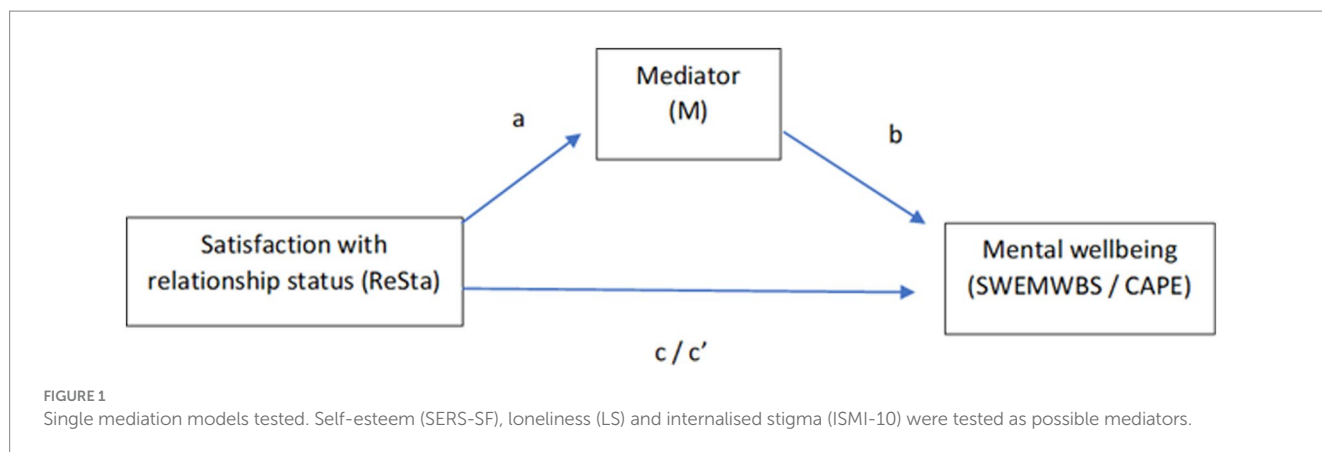 Mediator
(M)
a
b
Satisfaction with
relationship status (ReSta)
Mental wellbeing
(SWEMWBS / CAPE)
c / c’
FIGURE 1
Single mediation models tested. Self-esteem (SERS-SF), loneliness (LS) and internalised stigma (ISMI-10) were tested as possible mediators.